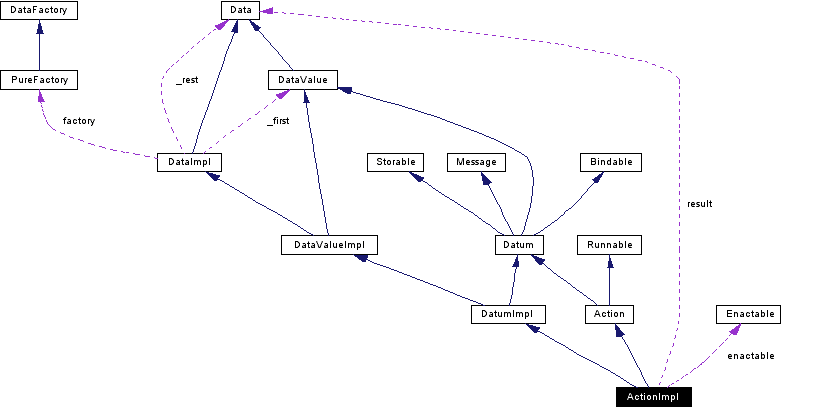 DataFactory
Data
PureFactory
DataValue
_rest
factory
_first
DataImpl
Storable
Message
Bindable
result
DataValueImpl
Datum
Runnable
DatumImpl
Action
Enactable
enactable
ActionImpl